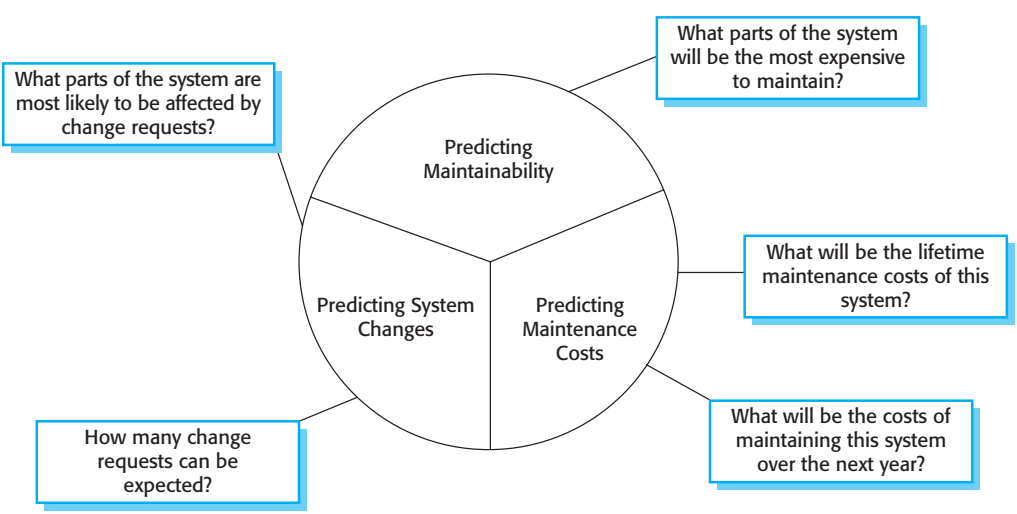 What parts of the system
will be the most expensive
to maintain?
What parts of the system are
most likely to be affected by
change requests?
Predicting
Maintainability
What will be the lifetime
maintenance costs of this
system?
Predicting System
Changes
Predicting
Maintenance
Costs
What will be the costs of
maintaining this system
over the next year?
How many change
requests can be
expected?